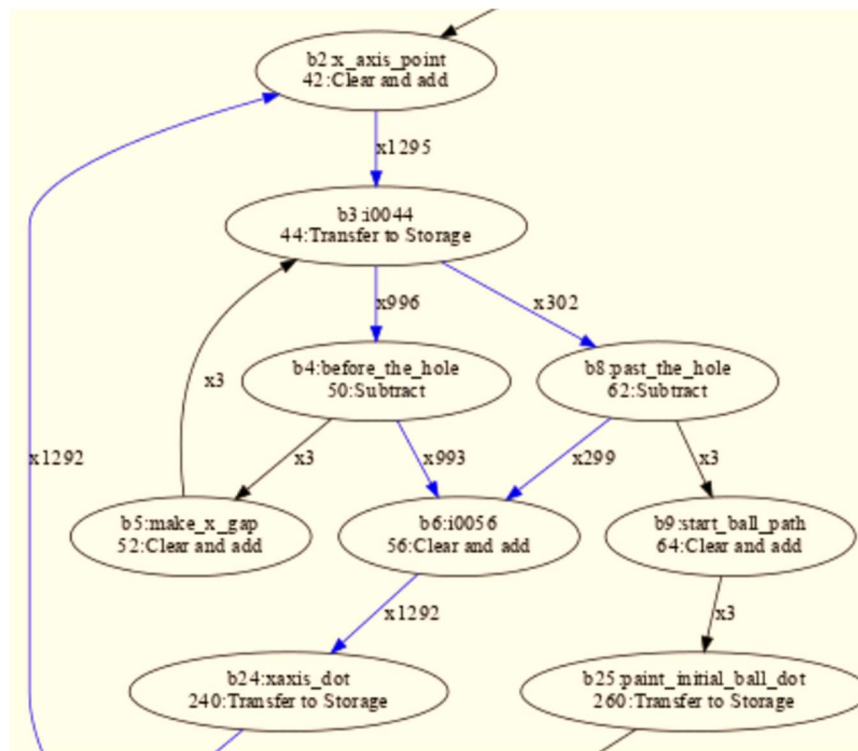 b2:x_axis_point
42:Clear and add
x1295
b3:i0044
44:Transfer to Storage
x996
x302
b4:before_the_hole
50:Subtract
b8:past_the_hole
62:Subtract
x3
x1292
x3
x993
x299
x3
b5:make_x_gap
52:Clear and add
b6:i0056
56:Clear and add
b9:start_ball_path
64:Clear and add
x1292
x3
b24:xaxis_dot
240:Transfer to Storage
b25:paint_initial_ball_dot
260:Transfer to Storage